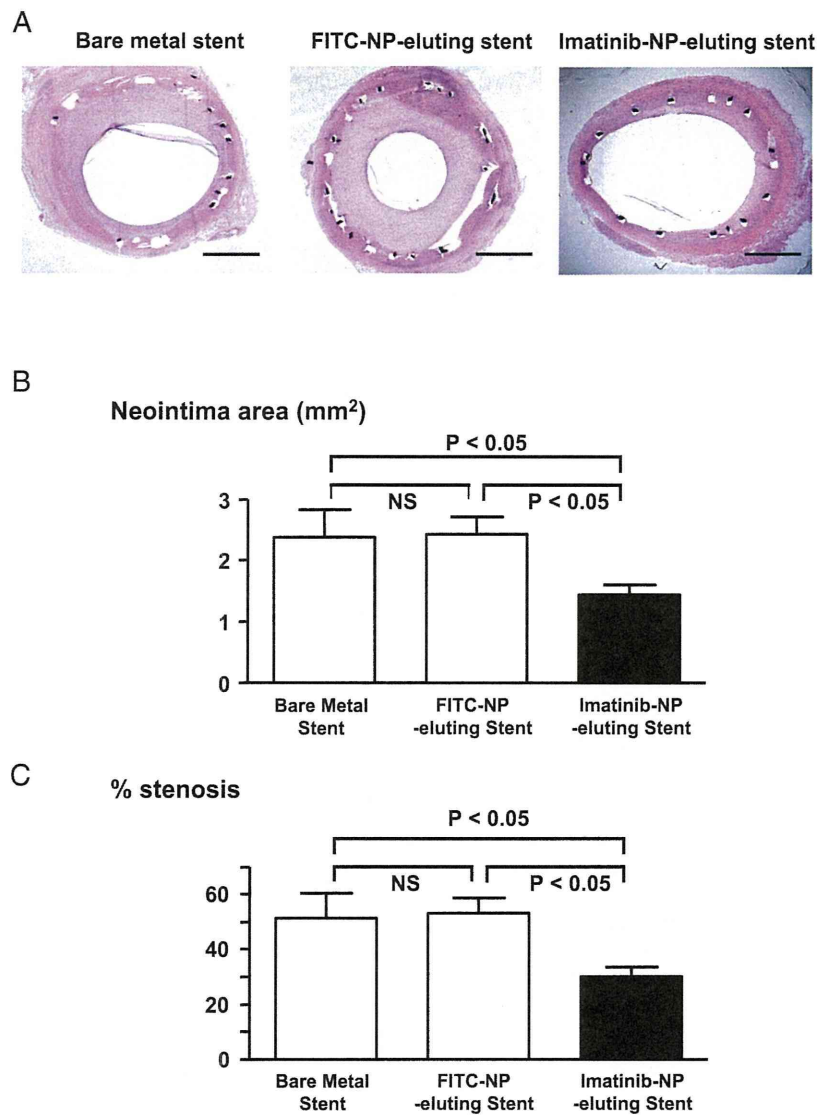 A
Bare metal stent
FITC-NP-eluting stent
Imatinib-NP-eluting stent
B
Neointima area (mm²)
P < 0.05
NS
P < 0.05
3
2
1
0
Bare Metal
Stent
FITC-NP
-eluting Stent
Imatinib-NP
-eluting Stent
C
% stenosis
P < 0.05
NS
P < 0.05
60
40
20
0
Bare Metal
Stent
FITC-NP
-eluting Stent
Imatinib-NP
-eluting Stent